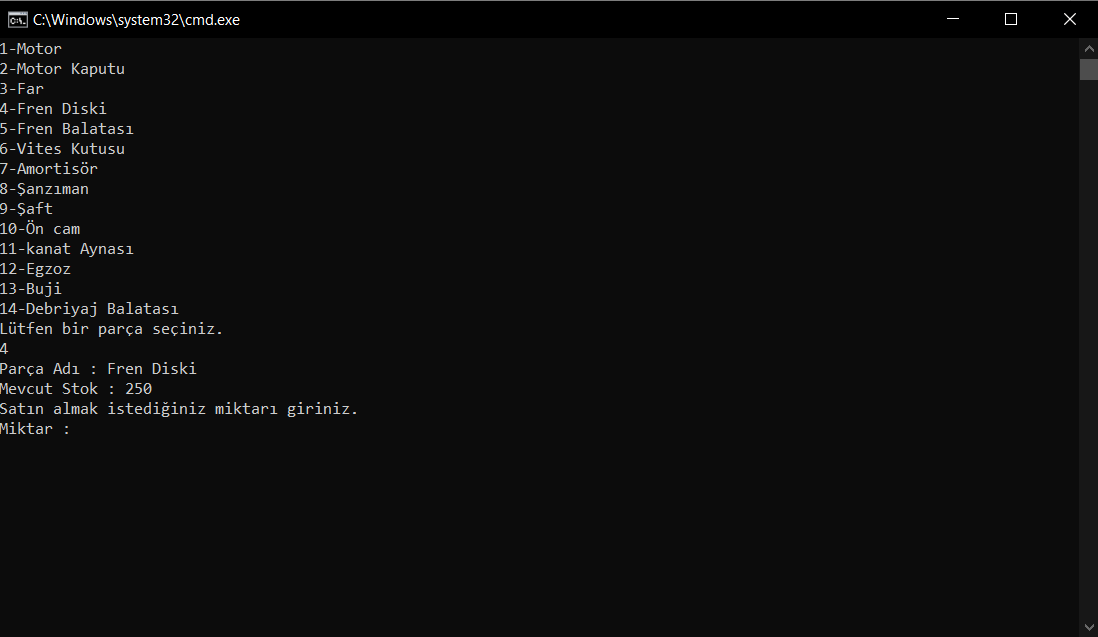 C:\Windows\system32\cmd.exe
1-Motor
2-Motor Kaputu
3-Far
4-Fren Diski
5-Fren Balatası
6-Vites Kutusu
7-Amortisör
8-Şanzıman
9-Şaft
10-Ön cam
11-kanat Aynası
12-Egzoz
13-Buji
14-Debriyaj Balatası
Lütfen bir parça seçiniz.
4
Parça Adı : Fren Diski
Mevcut Stok : 250
Satın almak istediğiniz miktarı giriniz.
Miktar :